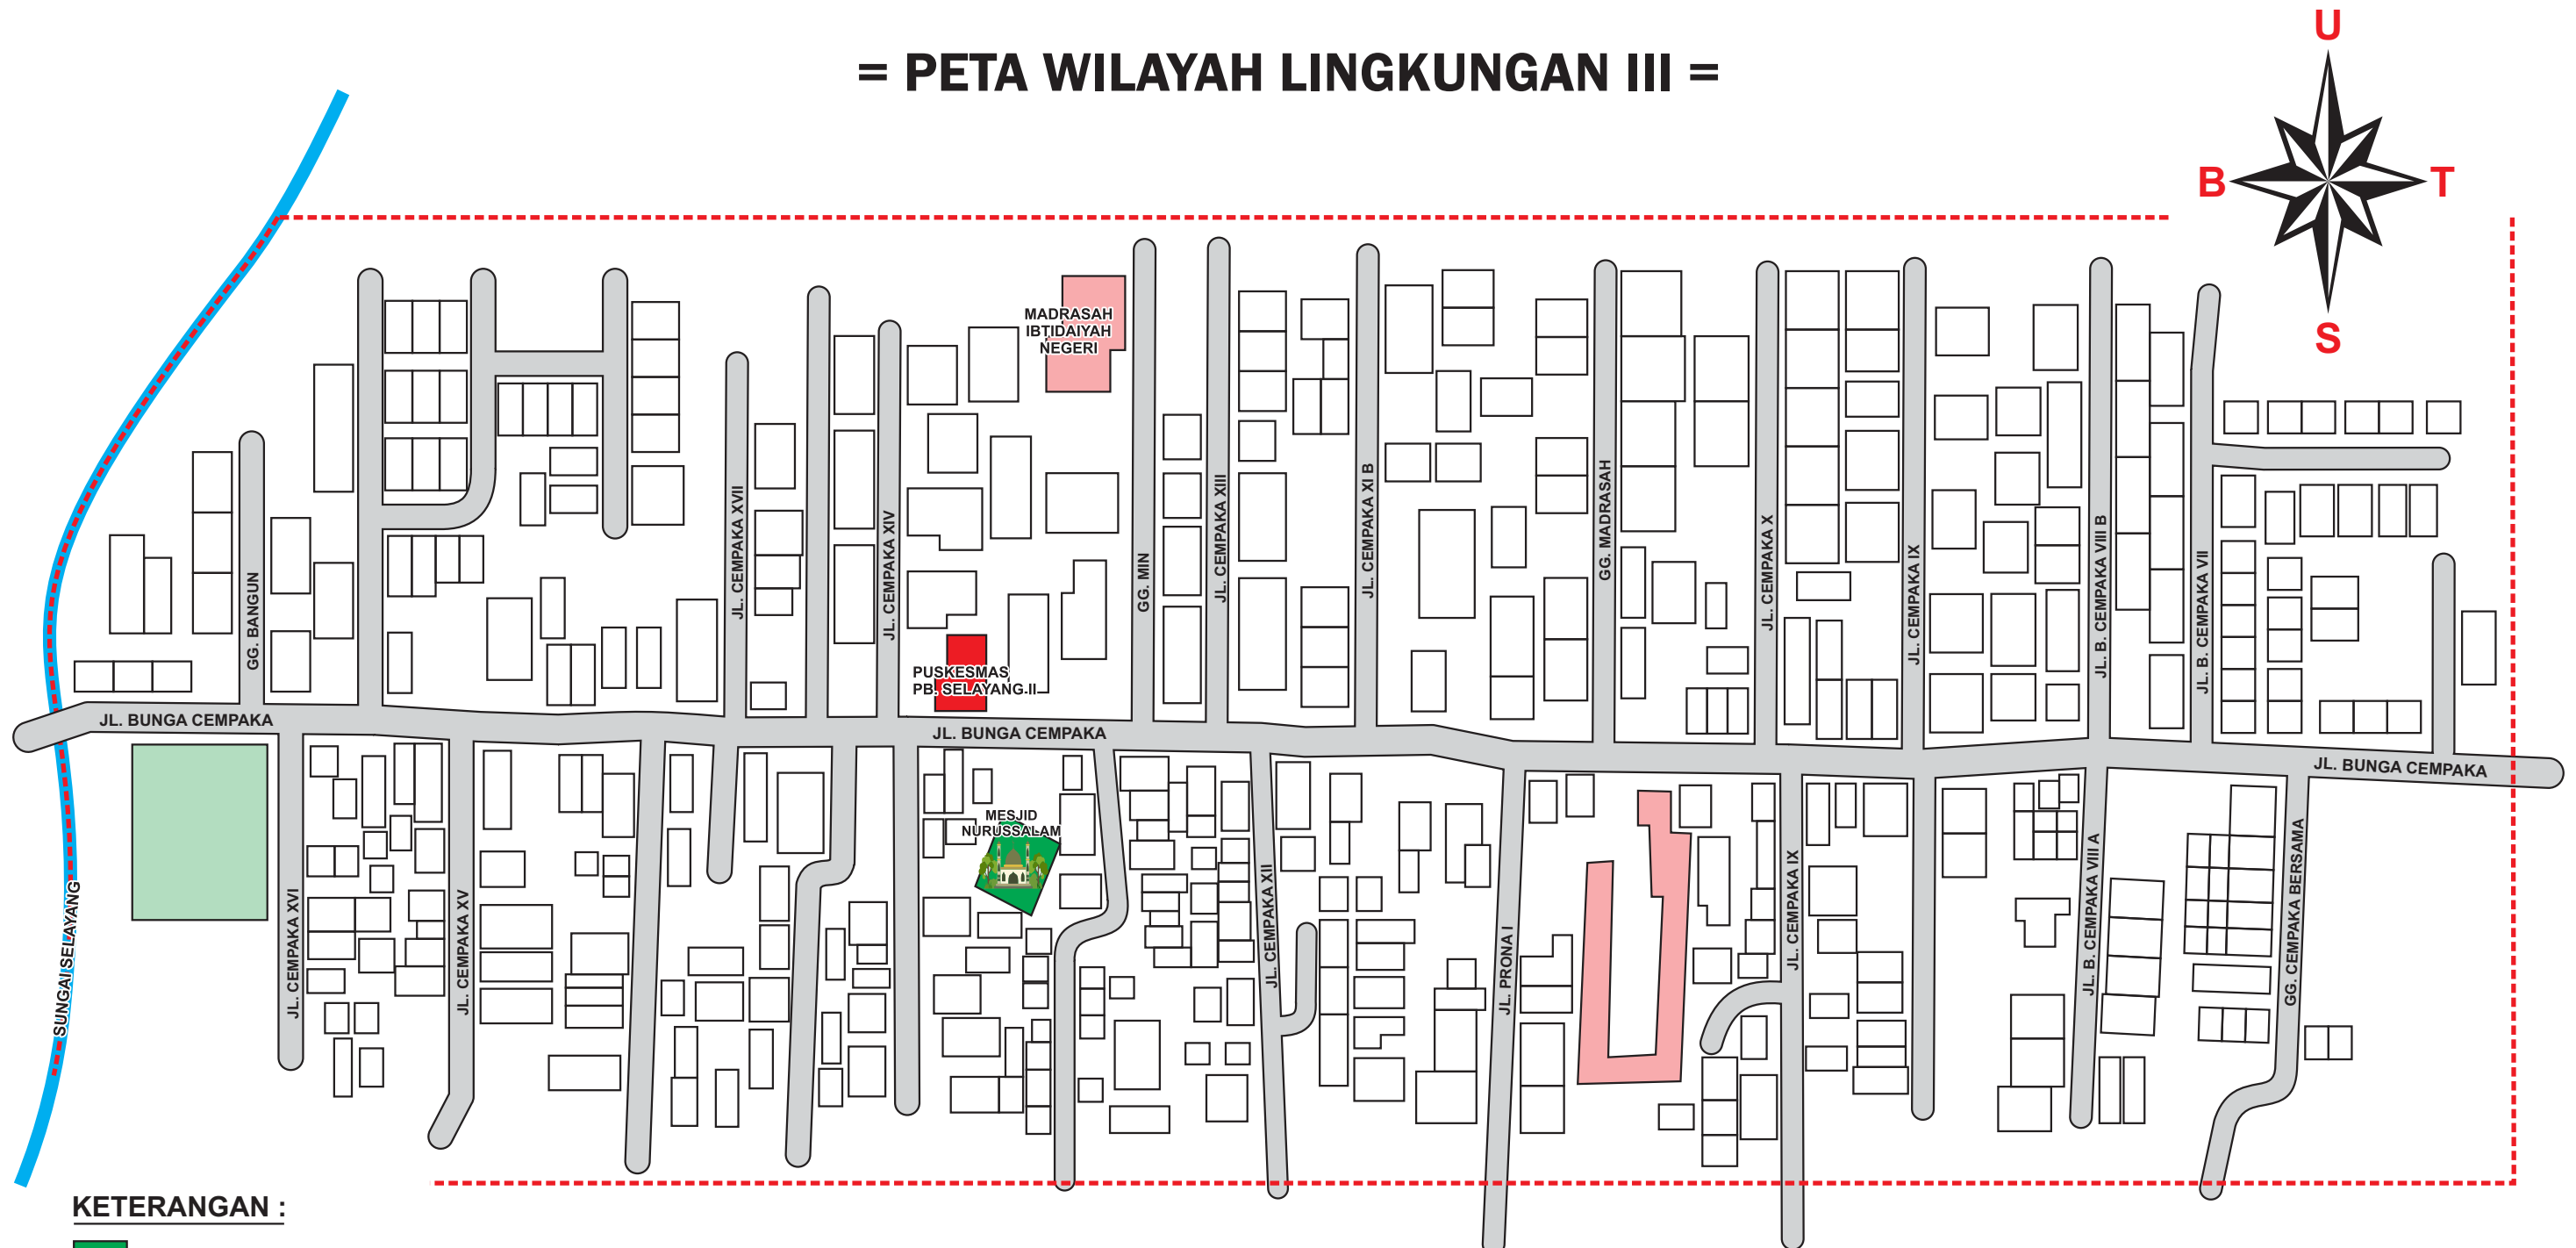 = PETA WILAYAH LINGKUNGAN III =
U
B
T
S
MADRASAH
IBTIDAIYAH
NEGERI
GG. BANGUN
JL. CEMPAKA XVII
JL. CEMPAKA XIV
GG. MIN
JL. CEMPAKA XIII
JL. CEMPAKA XI B
GG. MADRASAH
JL. CEMPAKA X
JL. CEMPAKA IX
JL. B. CEMPAKA VIII B
JL. B. CEMPAKA VII
PUSKESMAS
PB. SELAYANG II
JL. BUNGA CEMPAKA
JL. BUNGA CEMPAKA
JL. BUNGA CEMPAKA
MESJID
NURUSSALAM
SUNGAI SELAYANG
JL. CEMPAKA XVI
JL. CEMPAKA XV
JL. CEMPAKA XII
JL. PRONA I
JL. CEMPAKA IX
JL. B. CEMPAKA VIII A
GG. CEMPAKA BERSAMA
KETERANGAN :